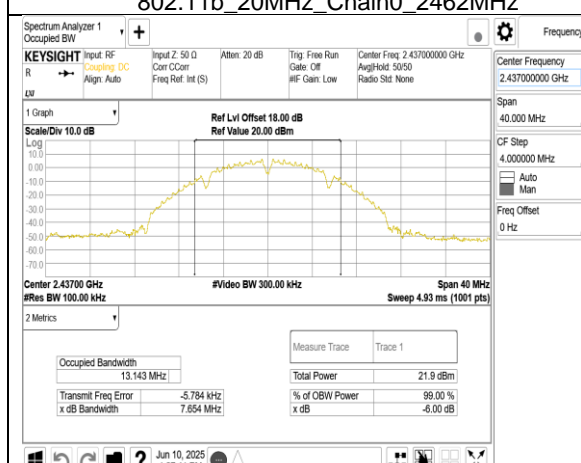 802.11b_20MHz_Chain0_2462MHz
Spectrum Analyzer 1
Occupied BW
+
Frequency
KEYSIGHT
R
LXI
Input: RF
Coupling: DC
Align: Auto
Input Z: 50 Ω
Corr CCorr
Freq Ref: Int (S)
Atten: 20 dB
Trig: Free Run
Gate: Off
#IF Gain: Low
Center Freq: 2.437000000 GHz
Avg|Hold: 50/50
Radio Std: None
Center Frequency
2.437000000 GHz
Span
40.000 MHz
CF Step
4.000000 MHz
Auto
Man
Freq Offset
0 Hz
1 Graph
Scale/Div 10.0 dB
Ref Lvl Offset 18.00 dB
Ref Value 20.00 dBm
Log
10.0
0.00
-10.0
-20.0
-30.0
-40.0
-50.0
-60.0
-70.0
Center 2.43700 GHz
#Res BW 100.00 kHz
#Video BW 300.00 kHz
Span 40 MHz
Sweep 4.93 ms (1001 pts)
2 Metrics
Measure Trace Trace 1
Occupied Bandwidth
13.143 MHz
Total Power 21.9 dBm
Transmit Freq Error -5.784 kHz
% of OBW Power 99.00 %
x dB Bandwidth 7.654 MHz
x dB -6.00 dB
?
Jun 10, 2025